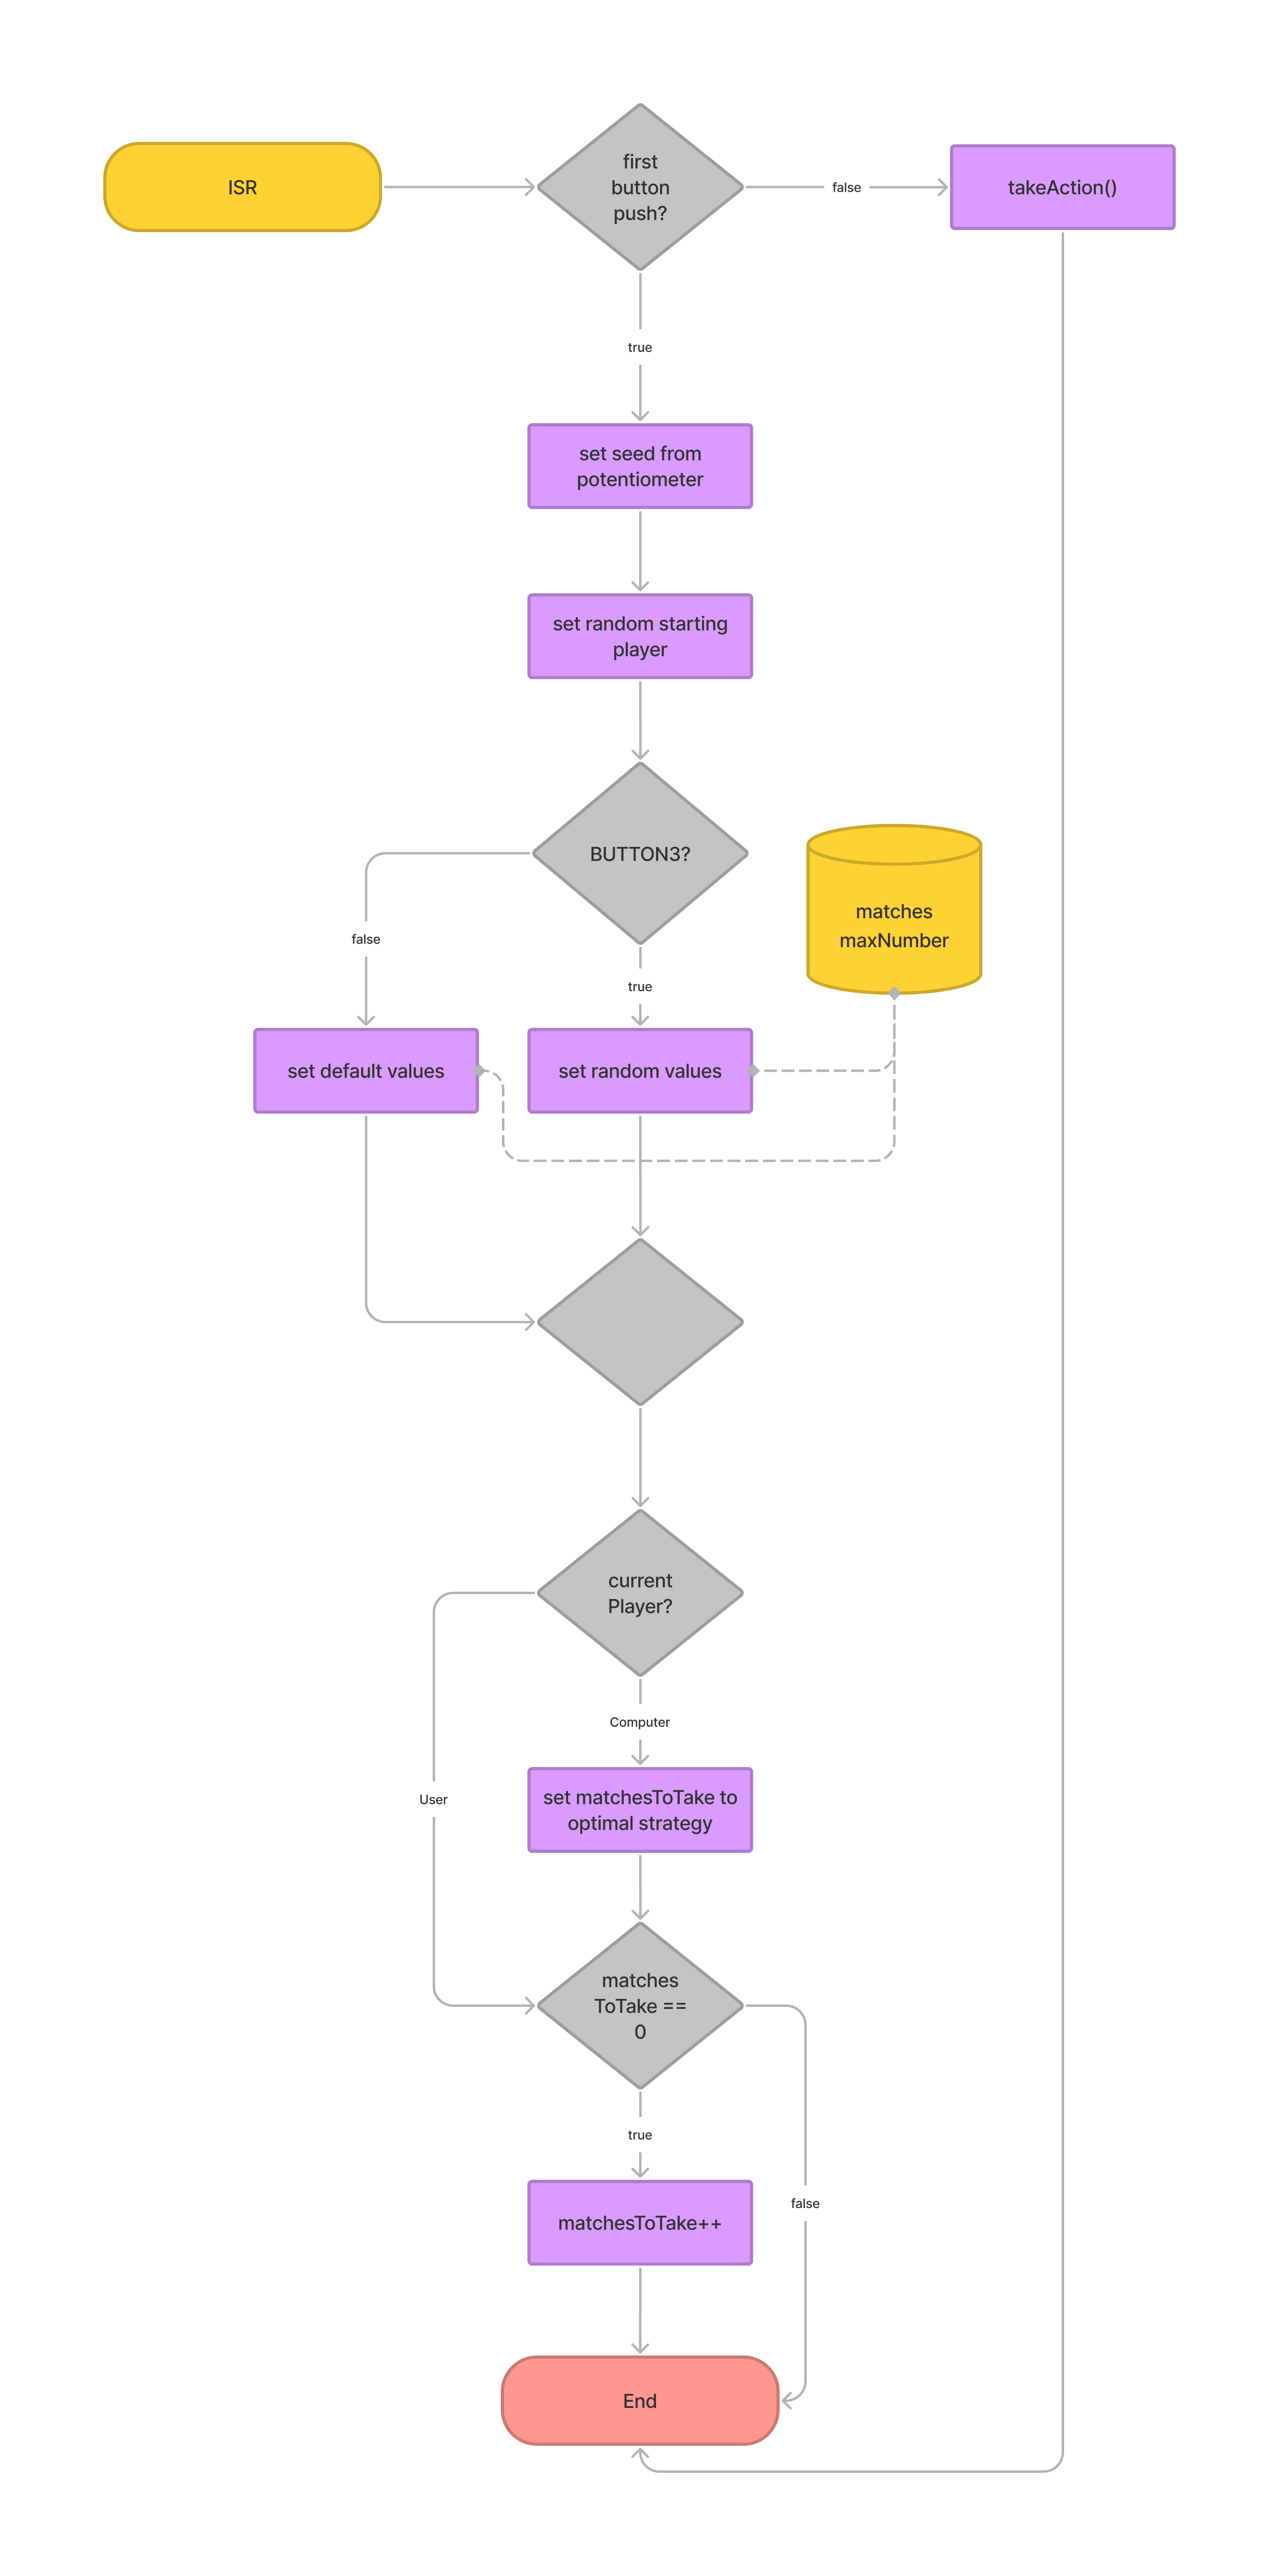 ISR
first
button
push?
false
takeAction()
true
set seed from
potentiometer
set random starting
player
BUTTON3?
matches
maxNumber
false
true
set default values
set random values
current
Player?
Computer
User
set matchesToTake to
optimal strategy
matches
ToTake ==
0
true
false
matchesToTake++
End